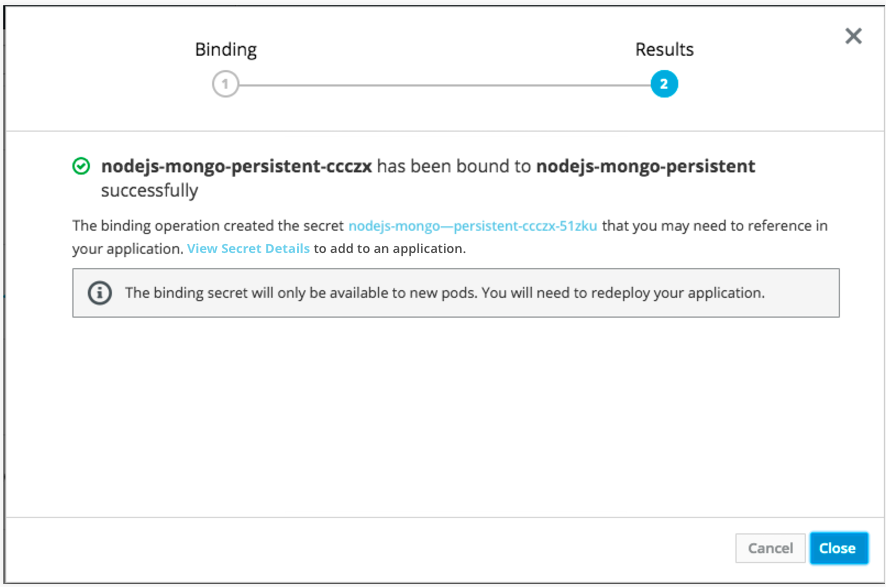 Binding
Results
1
2
nodejs-mongo-persistent-ccczx has been bound to nodejs-mongo-persistent
successfully
The binding operation created the secret nodejs-mongo—persistent-ccczx-51zku that you may need to reference in
your application. View Secret Details to add to an application.
The binding secret will only be available to new pods. You will need to redeploy your application.
Cancel
Close